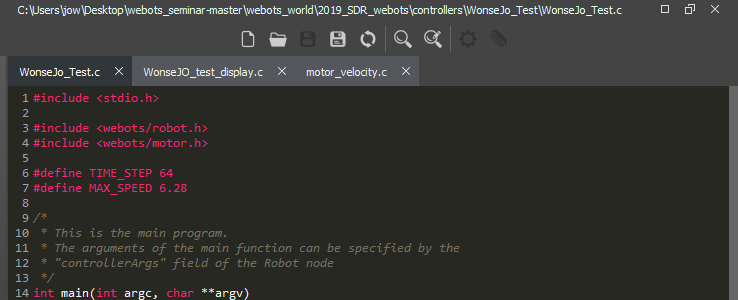 C:\Users\jow\Desktop\webots_seminar-master\webots_world\2019_SDR_webots\controllers\WonseJo_Test\WonseJo_Test.c
WonseJo_Test.c
WonseJO_test_display.c
motor_velocity.c
1 #include <stdio.h>
2
3 #include <webots/robot.h>
4 #include <webots/motor.h>
5
6 #define TIME_STEP 64
7 #define MAX_SPEED 6.28
8
9 /*
10  * This is the main program.
11  * The arguments of the main function can be specified by the
12  * "controllerArgs" field of the Robot node
13  */
14 int main(int argc, char **argv)